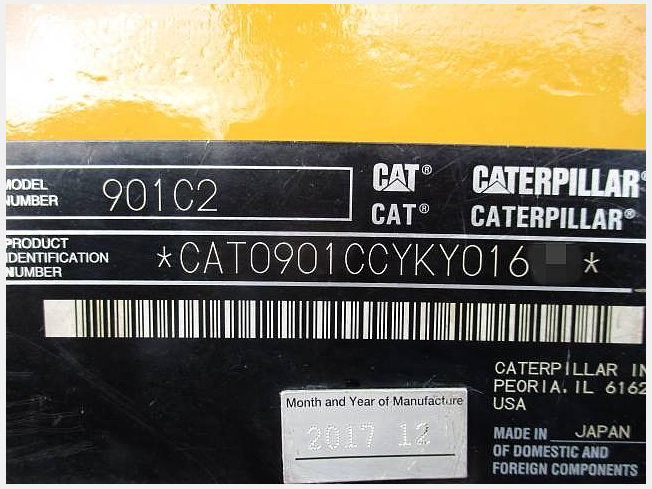 MODEL NUMBER 901C2
CAT® CATERPILLAR®
CAT® CATERPILLAR®
PRODUCT IDENTIFICATION NUMBER *CAT0901CCYKY016 *
CATERPILLAR IN
PEORIA, IL 6162
USA
Month and Year of Manufacture
2017 12
MADE IN JAPAN
OF DOMESTIC AND
FOREIGN COMPONENTS